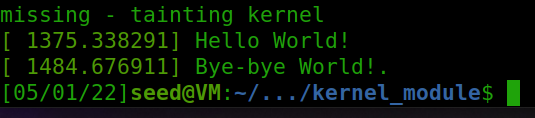 missing - tainting kernel
[ 1375.338291] Hello World!
[ 1484.676911] Bye-bye World!.
[05/01/22]seed@VM:~/.../kernel_module$